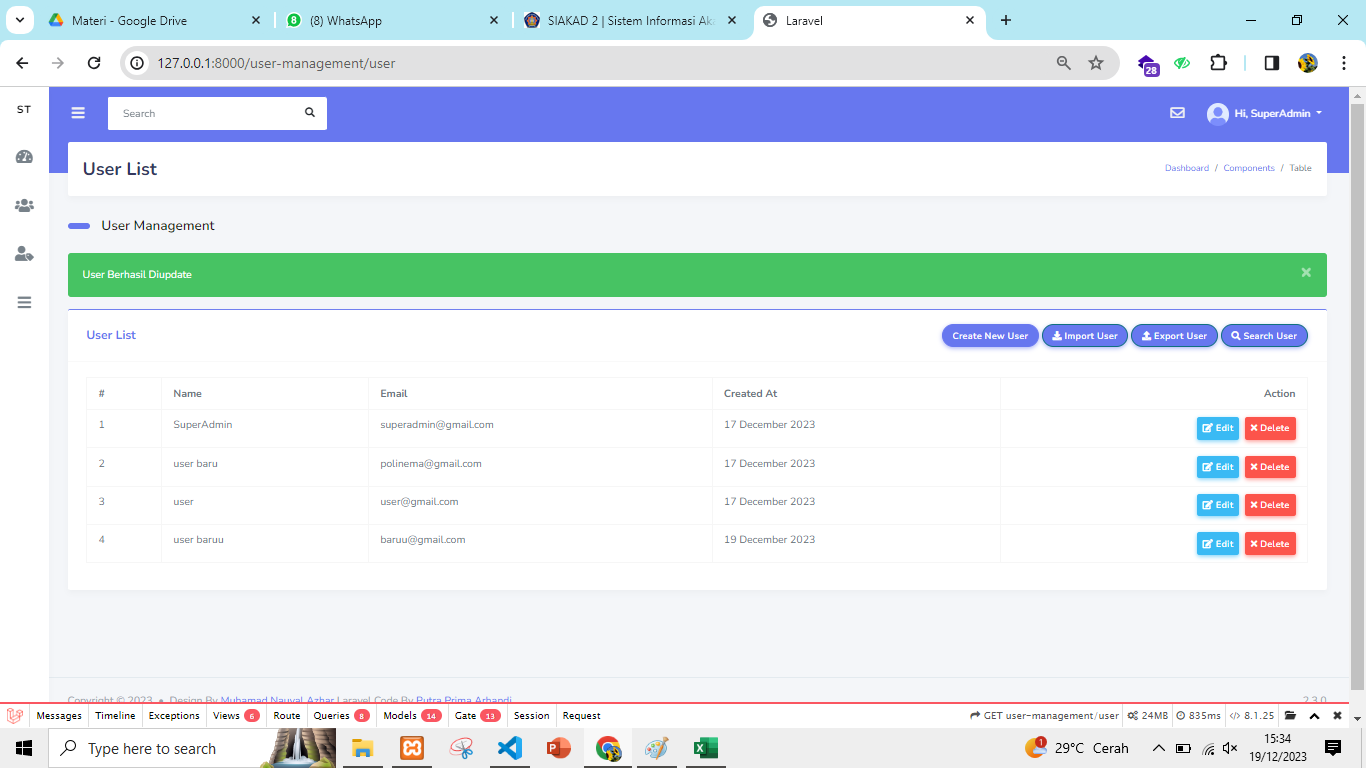 Materi - Google Drive
8 (8) WhatsApp
SIAKAD 2 | Sistem Informasi Aka
Laravel
127.0.0.1:8000/user-management/user
28
ST
Search
Hi, SuperAdmin
User List
Dashboard / Components / Table
User Management
User Berhasil Diupdate
User List
Create New User
Import User
Export User
Search User
# Name Email Created At Action
1 SuperAdmin superadmin@gmail.com 17 December 2023 Edit Delete
2 user baru polinema@gmail.com 17 December 2023 Edit Delete
3 user user@gmail.com 17 December 2023 Edit Delete
4 user baruu baruu@gmail.com 19 December 2023 Edit Delete
Copyright © 2023 • Design By Muhamad Nauval Azhar Laravel Code By Putra Prima Arhandi
2.3.0
Messages Timeline Exceptions Views 6 Route Queries 8 Models 14 Gate 13 Session Request
GET user-management/user 24MB 835ms 8.1.25
Type here to search
1 29°C Cerah
15:34
19/12/2023